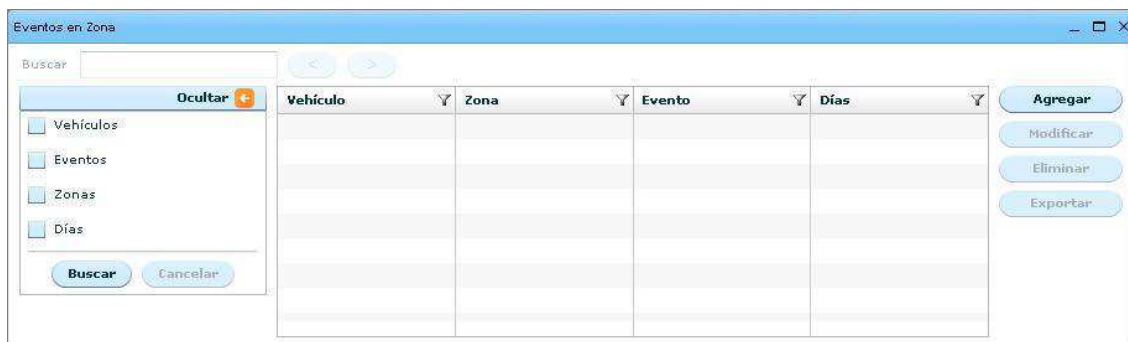 Eventos en Zona
Buscar < >
Ocultar
Vehículos
Eventos
Zonas
Días
Buscar Cancelar
Vehículo Zona Evento Días
Agregar
Modificar
Eliminar
Exportar